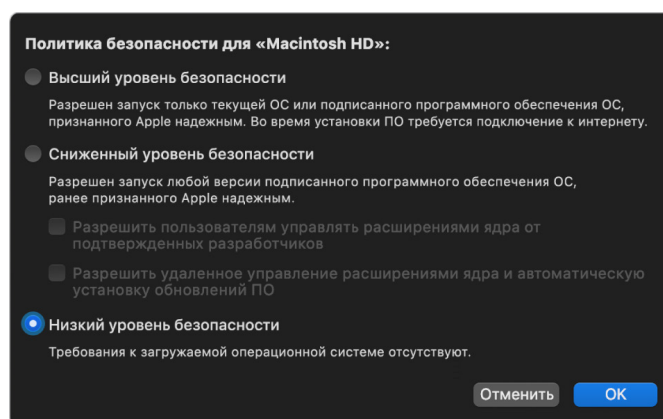 Политика безопасности для «Macintosh HD»:
Высший уровень безопасности
Разрешен запуск только текущей ОС или подписанного программного обеспечения ОС,
признанного Apple надежным. Во время установки ПО требуется подключение к интернету.
Сниженный уровень безопасности
Разрешен запуск любой версии подписанного программного обеспечения ОС,
ранее признанного Apple надежным.
Разрешить пользователям управлять расширениями ядра от
подтвержденных разработчиков
Разрешить удаленное управление расширениями ядра и автоматическую
установку обновлений ПО
Низкий уровень безопасности
Требования к загружаемой операционной системе отсутствуют.
Отменить OK